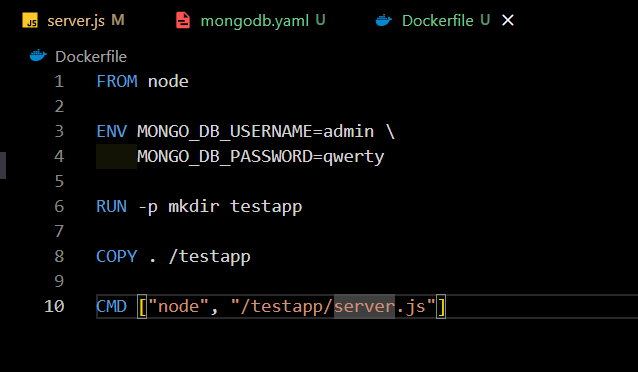 JS server.js M mongodb.yaml U Dockerfile U ×
Dockerfile
1 FROM node
2
3 ENV MONGO_DB_USERNAME=admin \
4 MONGO_DB_PASSWORD=qwerty
5
6 RUN -p mkdir testapp
7
8 COPY . /testapp
9
10 CMD ["node", "/testapp/server.js"]